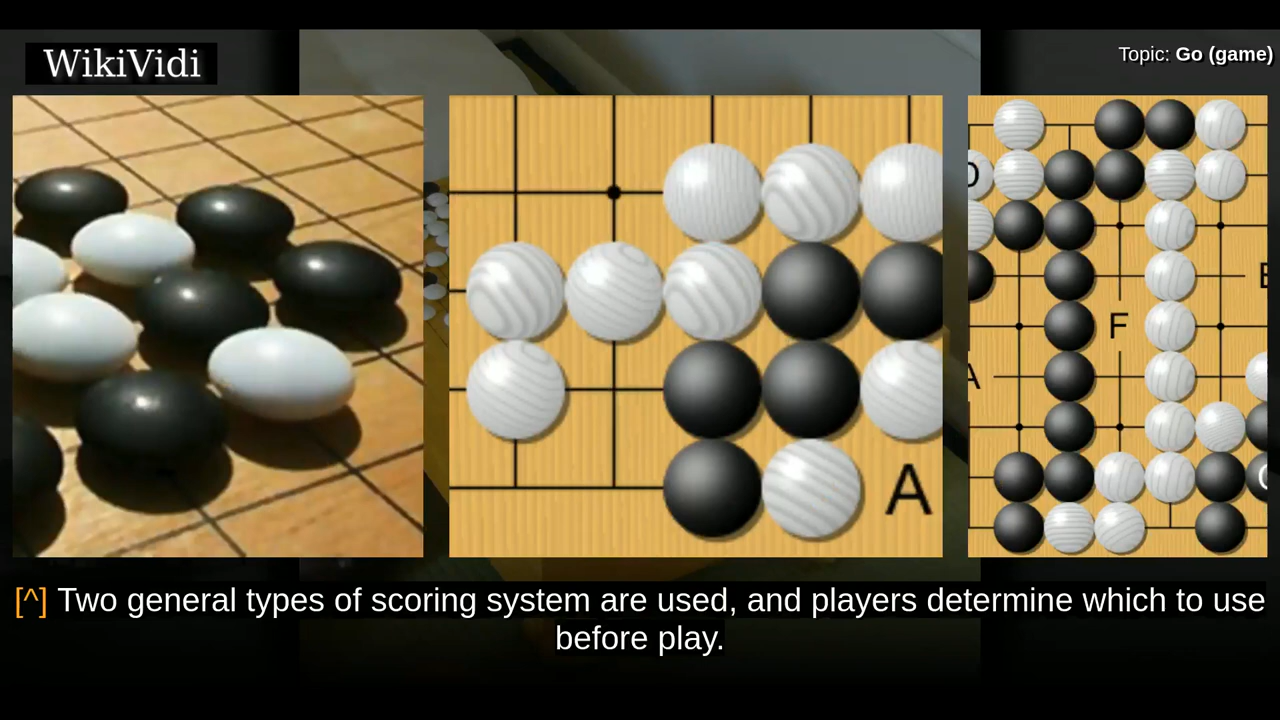 WikiVidi
Topic: Go (game)
F
A
[^] Two general types of scoring system are used, and players determine which to use
before play.